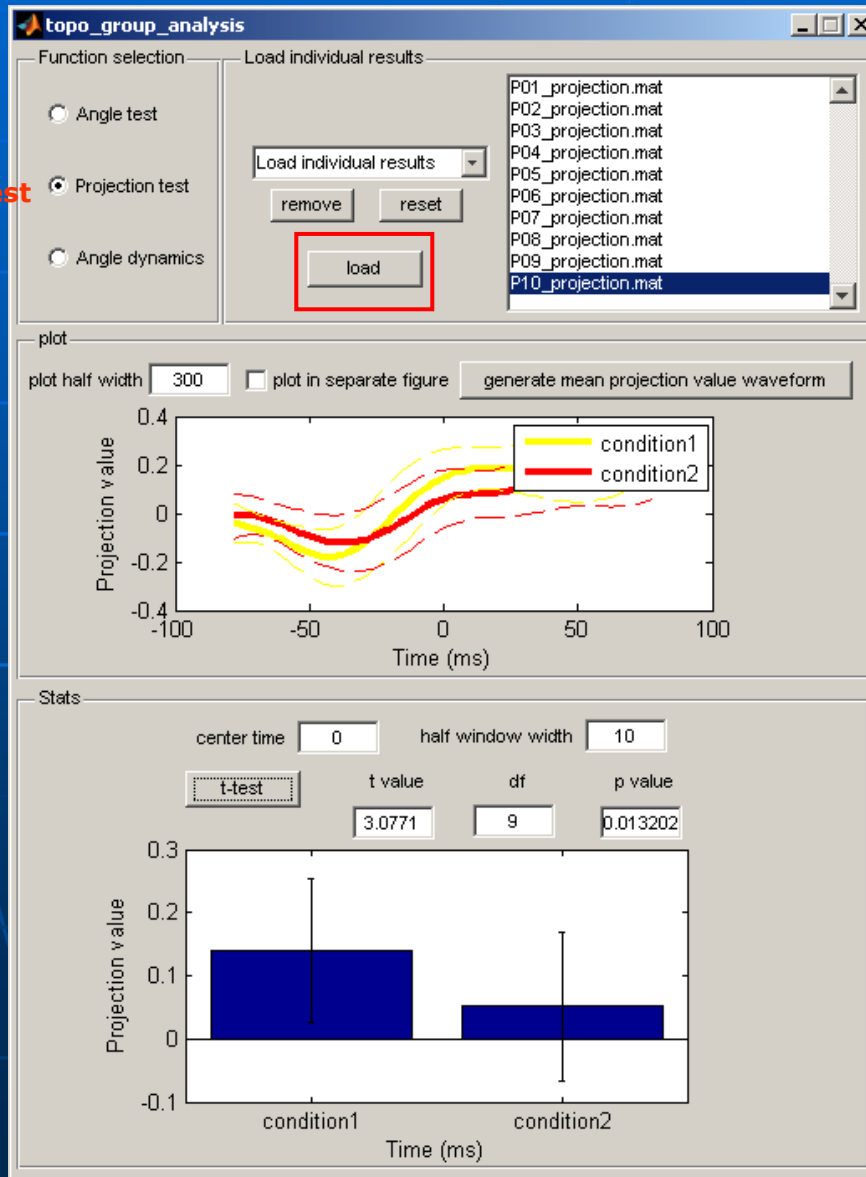 topo_group_analysis
Function selection
Angle test
Projection test
Angle dynamics
Load individual results
Load individual results
remove reset
load
P01_projection.mat
P02_projection.mat
P03_projection.mat
P04_projection.mat
P05_projection.mat
P06_projection.mat
P07_projection.mat
P08_projection.mat
P09_projection.mat
P10_projection.mat
plot
plot half width 300 plot in separate figure generate mean projection value waveform
0.4
0.2
0
-0.2
-0.4
Projection value
condition1
condition2
-100 -50 0 50 100
Time (ms)
Stats
center time 0 half window width 10
t-test t value df p value
3.0771 9 0.013202
0.3
0.2
0.1
0
-0.1
Projection value
condition1 condition2
Time (ms)